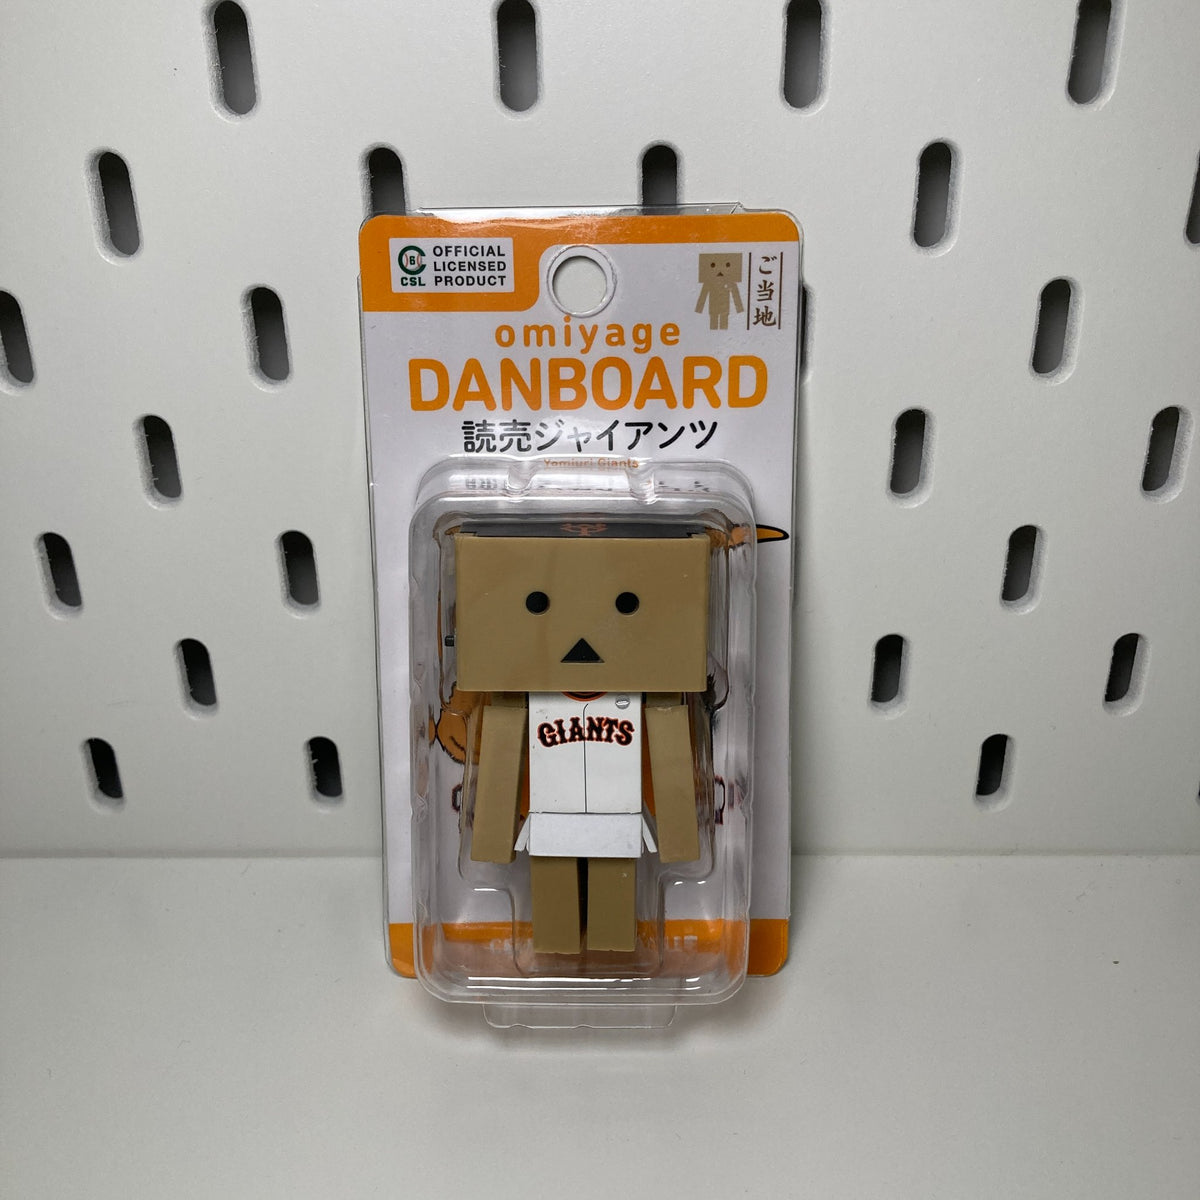 OFFICIAL
LICENSED
PRODUCT
6
CSL
ご当地
omiyage
DANBOARD
読売ジャイアンツ
Yomiuri Giants
GIANTS